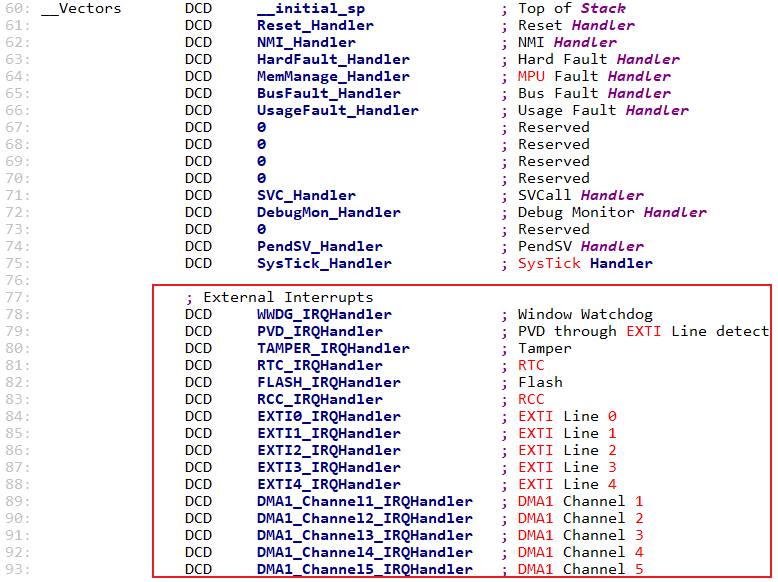 60: __Vectors DCD __initial_sp ; Top of Stack
61: DCD Reset_Handler ; Reset Handler
62: DCD NMI_Handler ; NMI Handler
63: DCD HardFault_Handler ; Hard Fault Handler
64: DCD MemManage_Handler ; MPU Fault Handler
65: DCD BusFault_Handler ; Bus Fault Handler
66: DCD UsageFault_Handler ; Usage Fault Handler
67: DCD 0 ; Reserved
68: DCD 0 ; Reserved
69: DCD 0 ; Reserved
70: DCD 0 ; Reserved
71: DCD SVC_Handler ; SVCall Handler
72: DCD DebugMon_Handler ; Debug Monitor Handler
73: DCD 0 ; Reserved
74: DCD PendSV_Handler ; PendSV Handler
75: DCD SysTick_Handler ; SysTick Handler
76:
77: ; External Interrupts
78: DCD WWDG_IRQHandler ; Window Watchdog
79: DCD PVD_IRQHandler ; PVD through EXTI Line detect
80: DCD TAMPER_IRQHandler ; Tamper
81: DCD RTC_IRQHandler ; RTC
82: DCD FLASH_IRQHandler ; Flash
83: DCD RCC_IRQHandler ; RCC
84: DCD EXTI0_IRQHandler ; EXTI Line 0
85: DCD EXTI1_IRQHandler ; EXTI Line 1
86: DCD EXTI2_IRQHandler ; EXTI Line 2
87: DCD EXTI3_IRQHandler ; EXTI Line 3
88: DCD EXTI4_IRQHandler ; EXTI Line 4
89: DCD DMA1_Channel1_IRQHandler ; DMA1 Channel 1
90: DCD DMA1_Channel2_IRQHandler ; DMA1 Channel 2
91: DCD DMA1_Channel3_IRQHandler ; DMA1 Channel 3
92: DCD DMA1_Channel4_IRQHandler ; DMA1 Channel 4
93: DCD DMA1_Channel5_IRQHandler ; DMA1 Channel 5